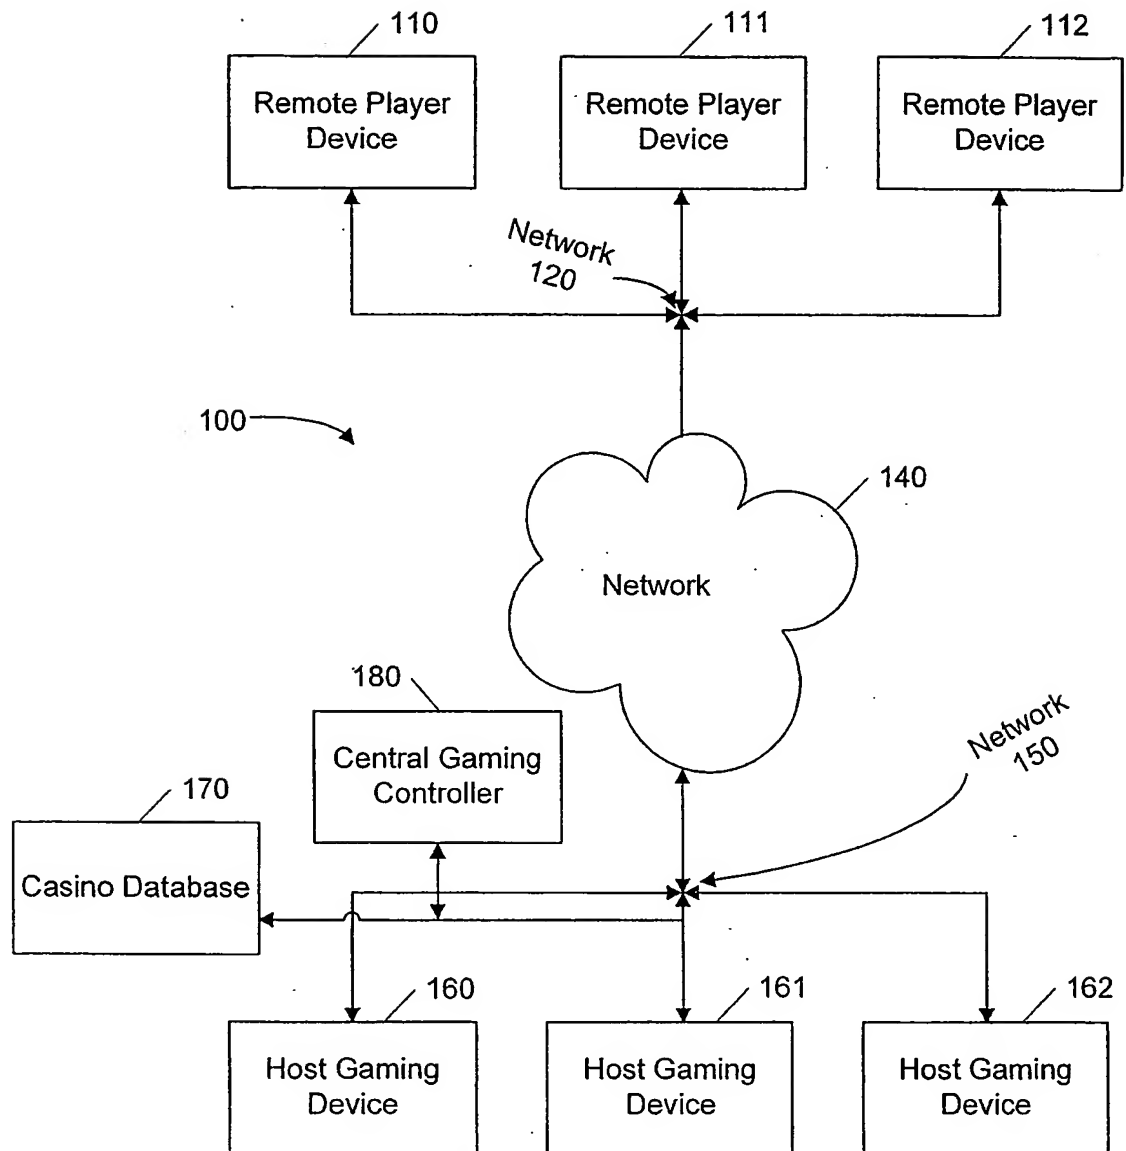 110
111
112
Remote Player
Device
Remote Player
Device
Remote Player
Device
Network
120
100
140
Network
180
Central Gaming
Controller
Network
150
170
Casino Database
160
161
162
Host Gaming
Device
Host Gaming
Device
Host Gaming
Device